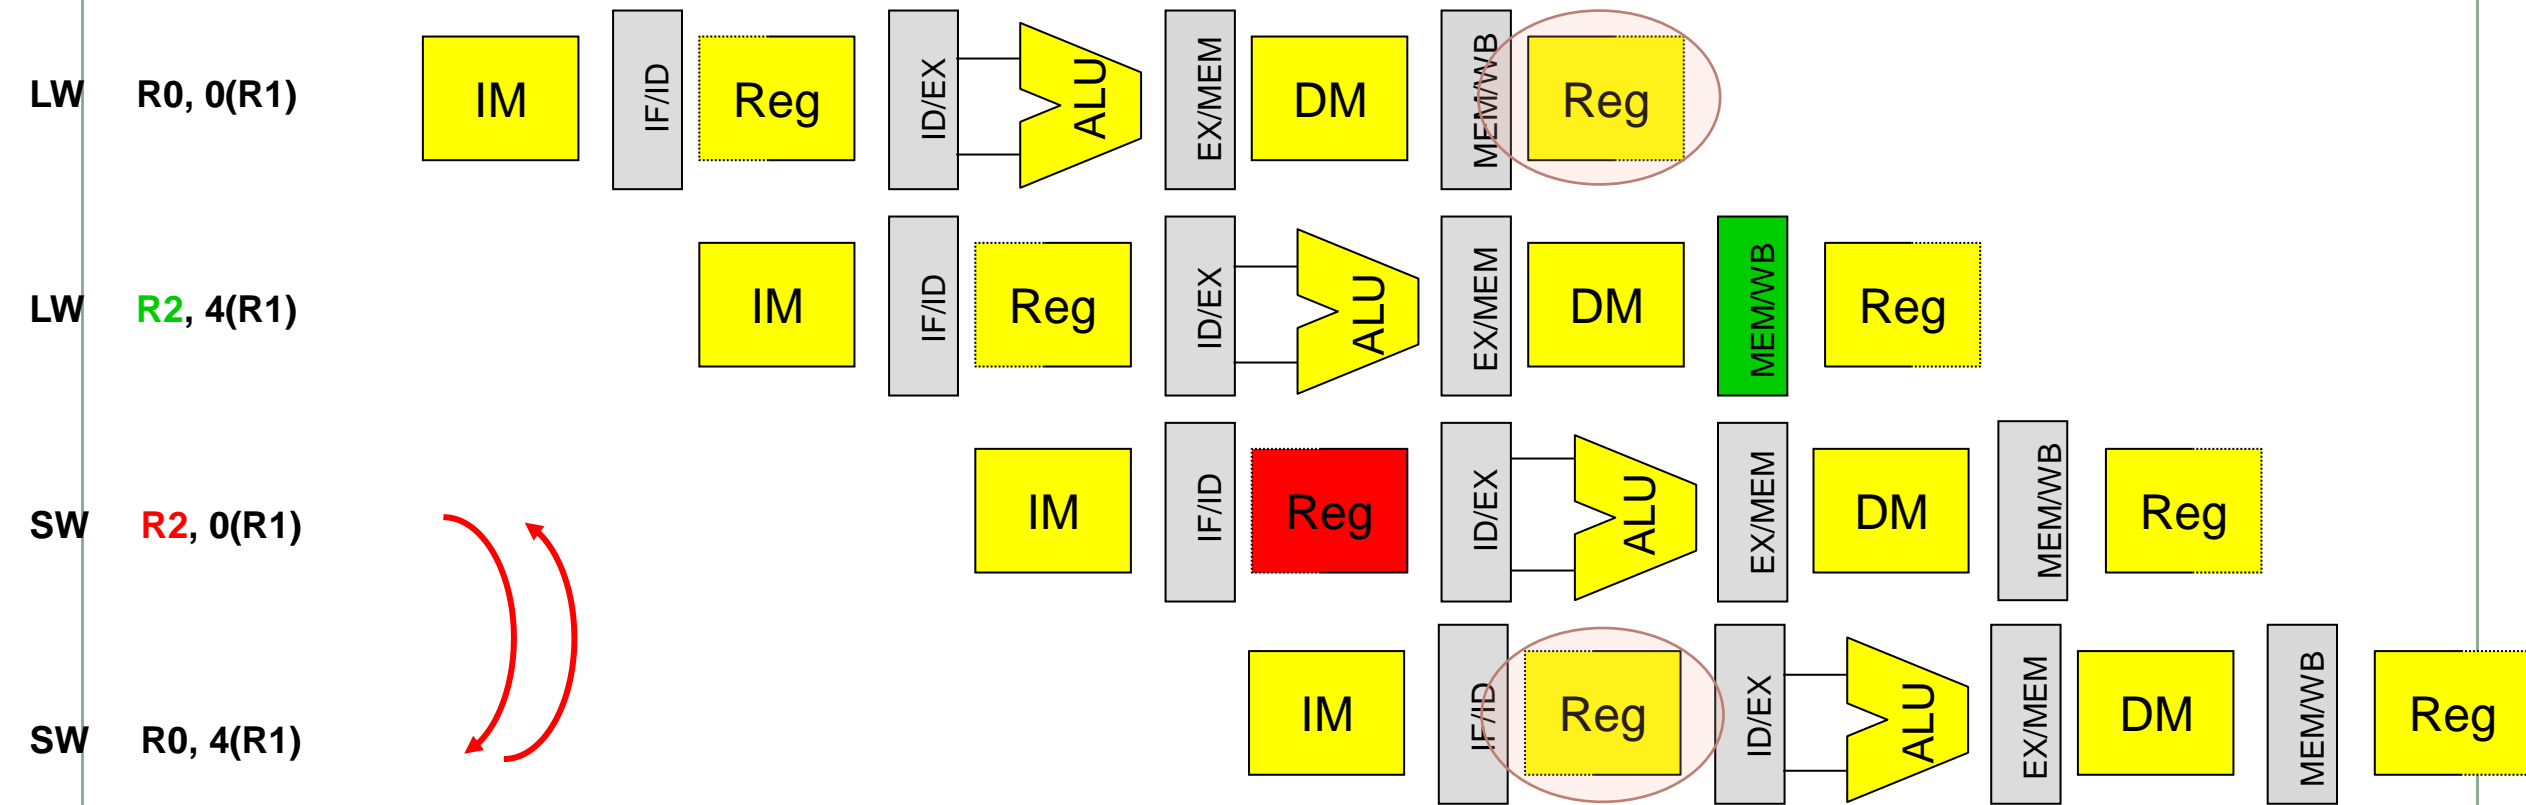 LW R0, 0(R1) IM IF/ID Reg ID/EX ALU EX/MEM DM MEM/WB Reg
LW R2, 4(R1) IM IF/ID Reg ID/EX ALU EX/MEM DM MEM/WB Reg
SW R2, 0(R1) IM IF/ID Reg ID/EX ALU EX/MEM DM MEM/WB Reg
SW R0, 4(R1) IM IF/ID Reg ID/EX ALU EX/MEM DM MEM/WB Reg